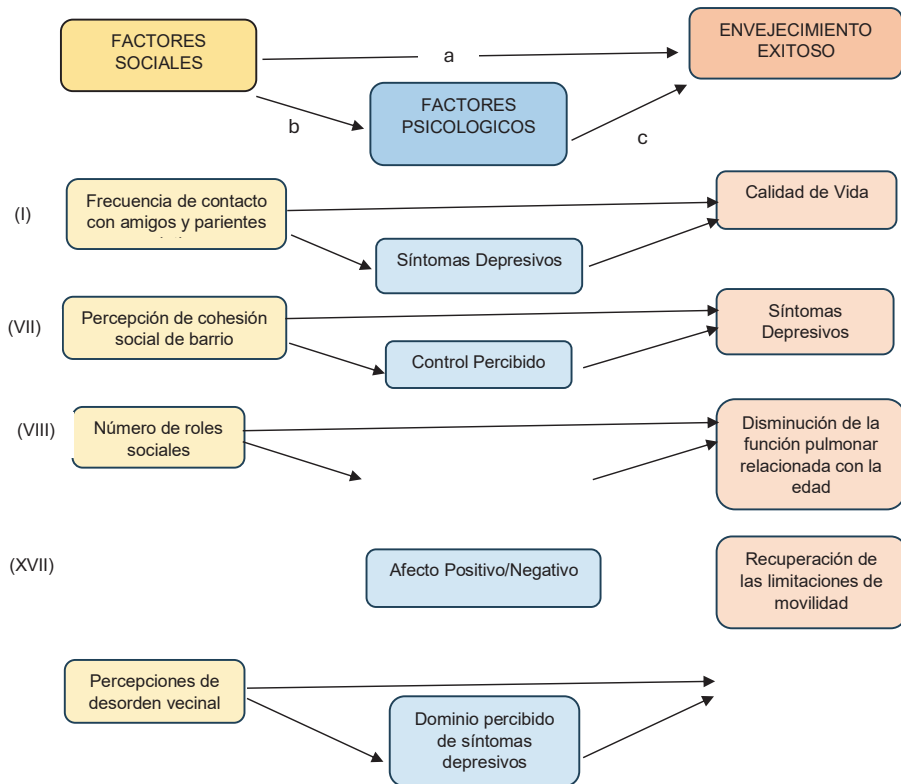 FACTORES
SOCIALES
a
ENVEJECIMIENTO
EXITOSO
b
FACTORES
PSICOLOGICOS
c
(I)
Frecuencia de contacto
con amigos y parientes
Calidad de Vida
Síntomas Depresivos
(VII)
Percepción de cohesión
social de barrio
Síntomas
Depresivos
Control Percibido
(VIII)
Número de roles
sociales
Disminución de la
función pulmonar
relacionada con la
edad
(XVII)
Afecto Positivo/Negativo
Recuperación de
las limitaciones de
movilidad
Percepciones de
desorden vecinal
Dominio percibido
de síntomas
depresivos